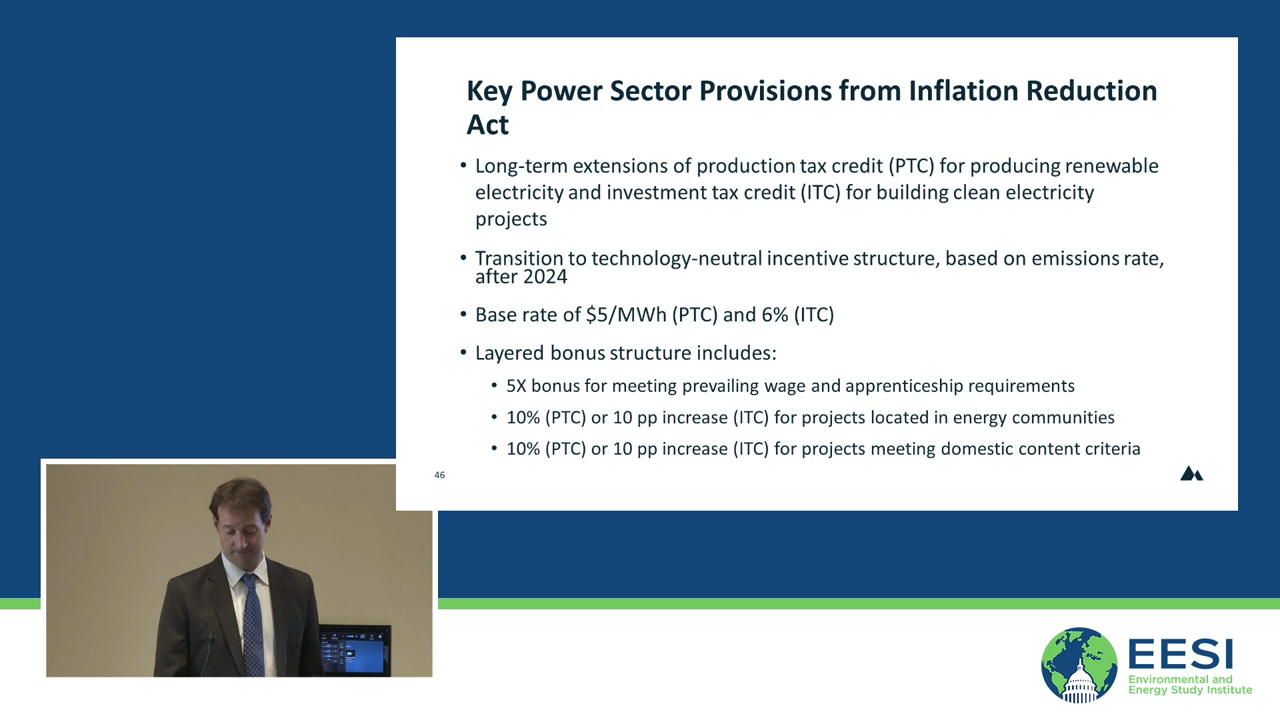 Key Power Sector Provisions from Inflation Reduction
Act
• Long-term extensions of production tax credit (PTC) for producing renewable
electricity and investment tax credit (ITC) for building clean electricity
projects
• Transition to technology-neutral incentive structure, based on emissions rate,
after 2024
• Base rate of $5/MWh (PTC) and 6% (ITC)
• Layered bonus structure includes:
• 5X bonus for meeting prevailing wage and apprenticeship requirements
• 10% (PTC) or 10 pp increase (ITC) for projects located in energy communities
• 10% (PTC) or 10 pp increase (ITC) for projects meeting domestic content criteria
46
EESI
Environmental and
Energy Study Institute